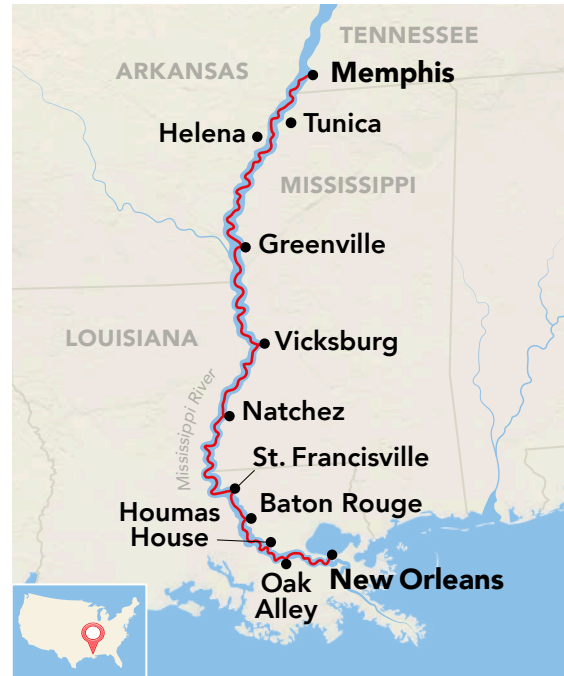 TENNESSEE
ARKANSAS
Memphis
Tunica
Helena
MISSISSIPPI
Greenville
LOUISIANA
Vicksburg
Mississippi River
Natchez
St. Francisville
Baton Rouge
Houmas
House
Oak
Alley
New Orleans